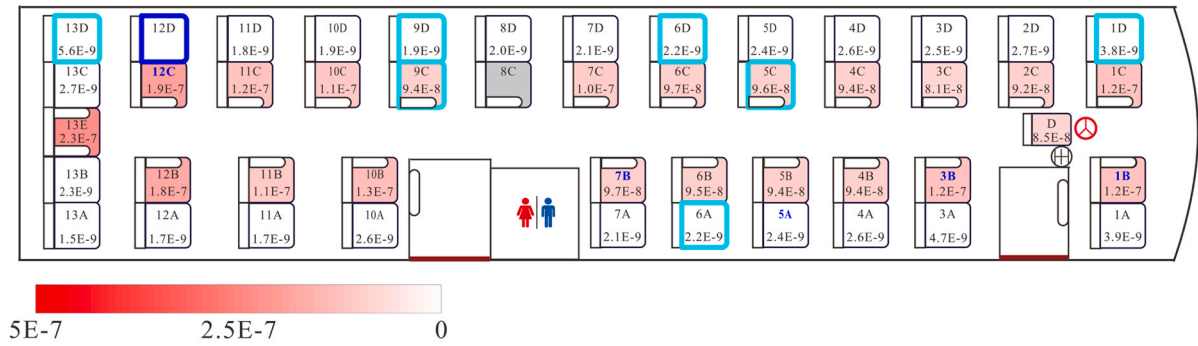 13D 12D 11D 10D 9D 8D 7D 6D 5D 4D 3D 2D 1D
5.6E-9 1.8E-9 1.9E-9 1.9E-9 2.0E-9 2.1E-9 2.2E-9 2.4E-9 2.6E-9 2.5E-9 2.7E-9 3.8E-9
13C 12C 11C 10C 9C 8C 7C 6C 5C 4C 3C 2C 1C
2.7E-9 1.9E-7 1.2E-7 1.1E-7 9.4E-8 1.0E-7 9.7E-8 9.6E-8 9.4E-8 8.1E-8 9.2E-8 1.2E-7
13E D
2.3E-7 8.5E-8
13B 12B 11B 10B 7B 6B 5B 4B 3B 1B
2.3E-9 1.8E-7 1.1E-7 1.3E-7 9.7E-8 9.5E-8 9.4E-8 9.4E-8 1.2E-7 1.2E-7
13A 12A 11A 10A 7A 6A 5A 4A 3A 1A
1.5E-9 1.7E-9 1.7E-9 2.6E-9 2.1E-9 2.2E-9 2.4E-9 2.6E-9 4.7E-9 3.9E-9
5E-7 2.5E-7 0